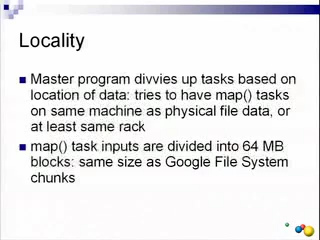 Locality
Master program divvies up tasks based on
location of data: tries to have map() tasks
on same machine as physical file data, or
at least same rack
map() task inputs are divided into 64 MB
blocks: same size as Google File System
chunks